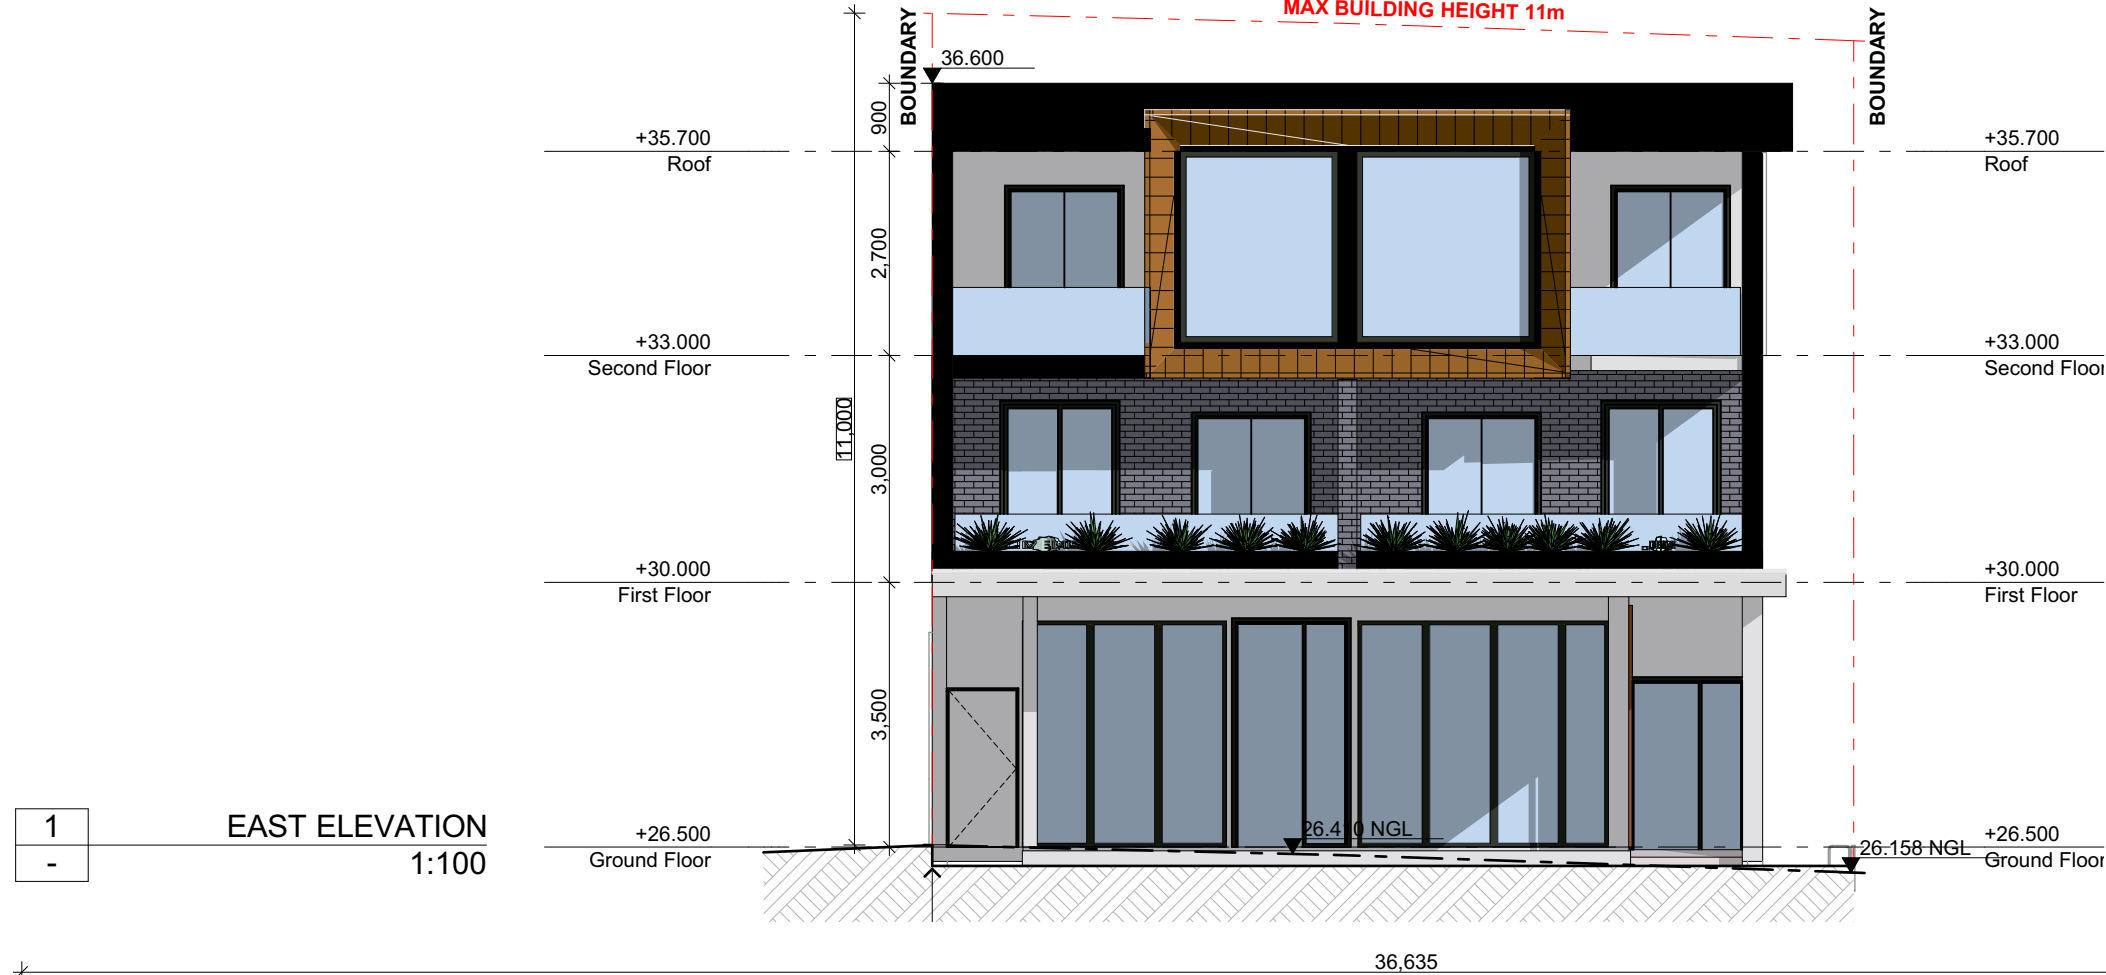 MAX BUILDING HEIGHT 11m
BOUNDARY
BOUNDARY
36.600
900
+35.700
Roof
+35.700
Roof
2,700
+33.000
Second Floor
+33.000
Second Floor
11,000
3,000
+30.000
First Floor
+30.000
First Floor
3,500
1
-
EAST ELEVATION
1:100
+26.500
Ground Floor
26.410 NGL
26.158 NGL
+26.500
Ground Floor
36,635